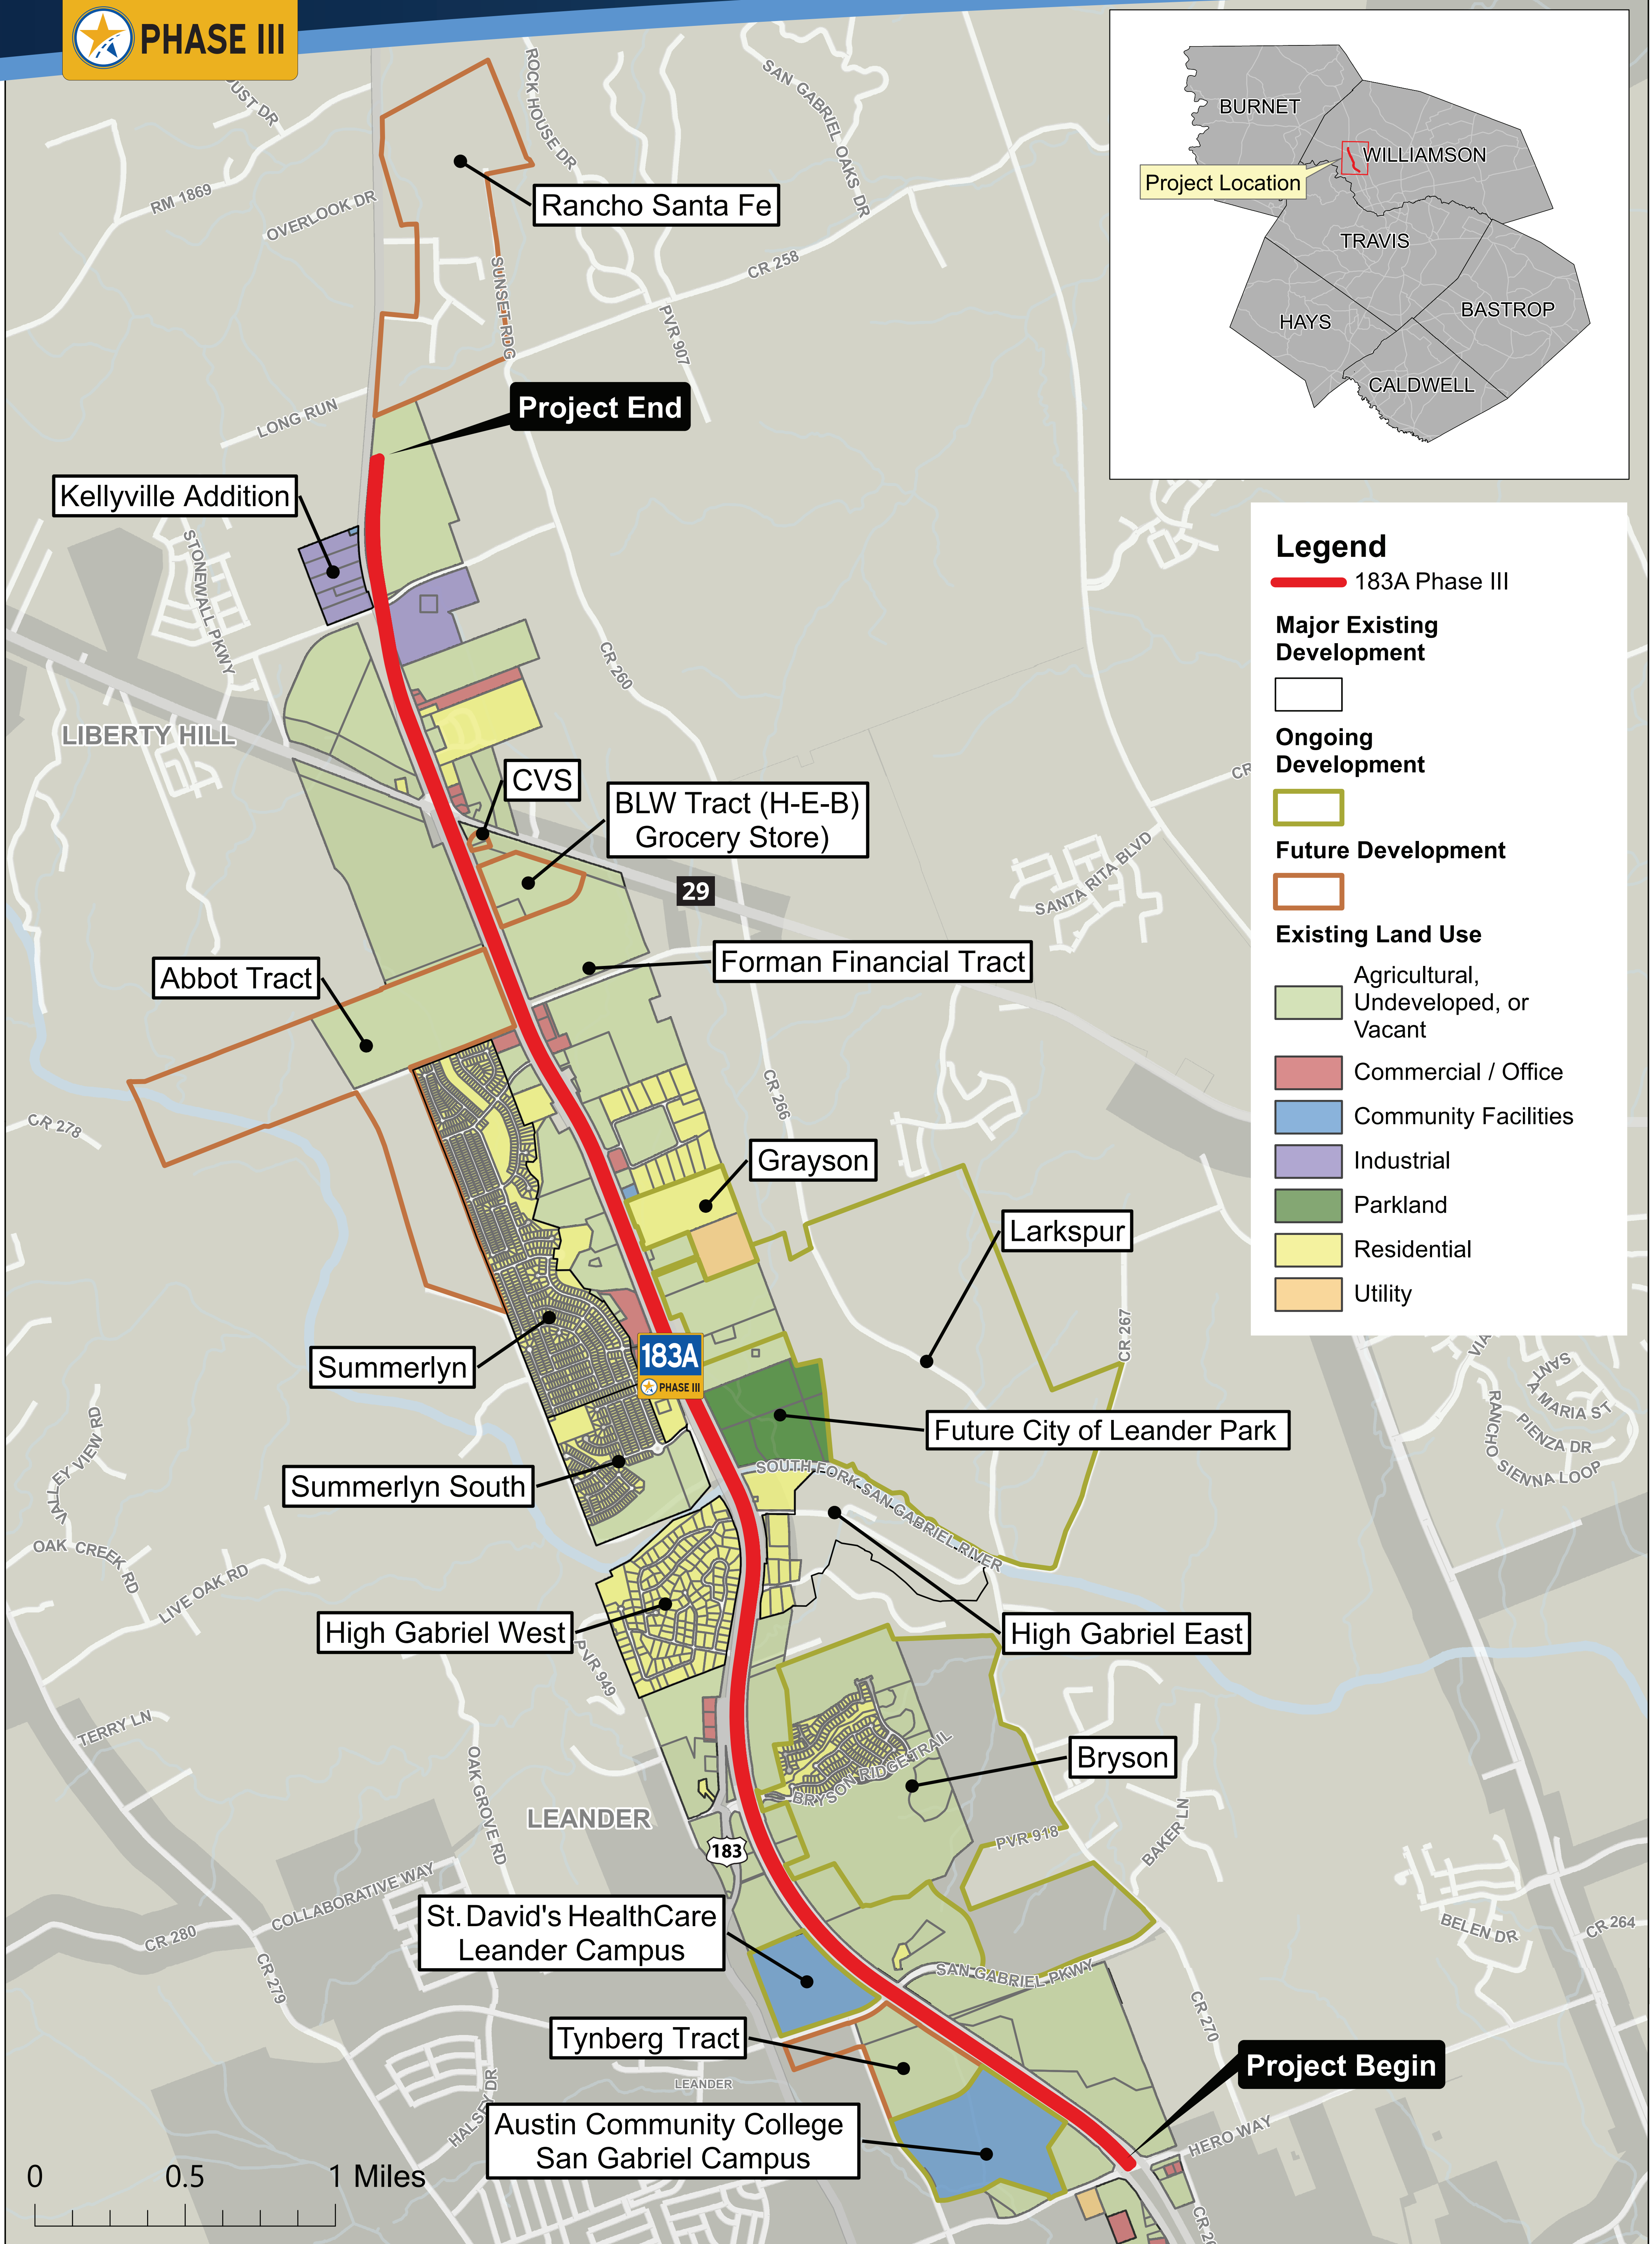 PHASE III
BURNET
WILLIAMSON
Project Location
TRAVIS
BASTROP
HAYS
CALDWELL
ROCK HOUSE DR
SAN GABRIEL OAKS DR
RM 1869
OVERLOOK DR
Rancho Santa Fe
SUNSET RDG
CR 258
PVR 907
LONG RUN
Project End
Kellyville Addition
STONEWALL PKWY
CR 260
LIBERTY HILL
CVS
BLW Tract (H-E-B)
Grocery Store)
29
SANTA RITA BLVD
Forman Financial Tract
Abbot Tract
CR 278
CR 266
Grayson
Larkspur
CR 267
Summerlyn
183A
PHASE III
Future City of Leander Park
Summerlyn South
SOUTH FORK SAN GABRIEL RIVER
VALLEY VIEW RD
OAK CREEK RD
LIVE OAK RD
High Gabriel West
High Gabriel East
PVR 949
TERRY LN
OAK GROVE RD
Bryson
BRYSON RIDGE TRAIL
LEANDER
183
PVR 918
BAKER LN
COLLABORATIVE WAY
CR 280
CR 279
BELEN DR
CR 264
St. David's HealthCare
Leander Campus
SAN GABRIEL PKWY
CR 270
Tynberg Tract
Project Begin
LEANDER
HALSEY DR
HERO WAY
Austin Community College
San Gabriel Campus
0 0.5 1 Miles
Legend
183A Phase III
Major Existing
Development
Ongoing
Development
Future Development
Existing Land Use
Agricultural,
Undeveloped, or
Vacant
Commercial / Office
Community Facilities
Industrial
Parkland
Residential
Utility
RANCHO SIENNA LOOP
PIENZA DR